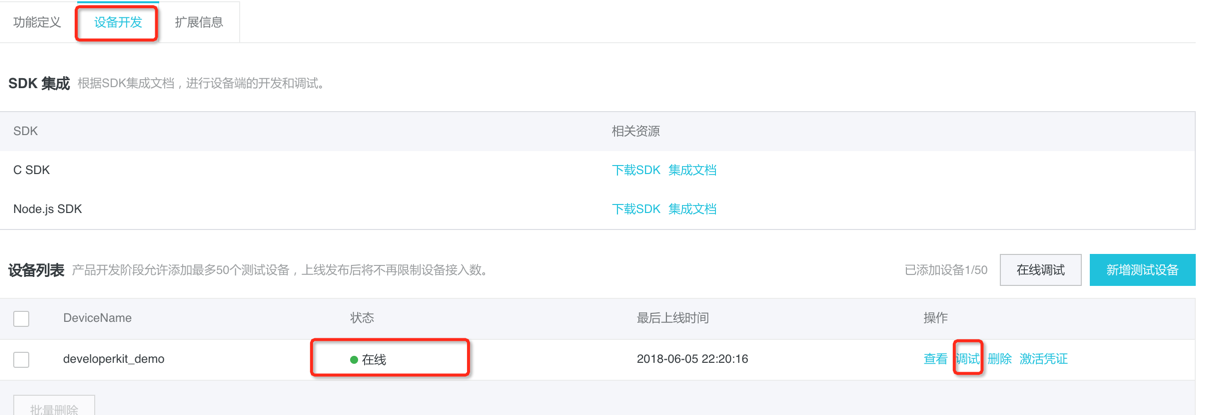 功能定义 设备开发 扩展信息
SDK 集成 根据SDK集成文档，进行设备端的开发和调试。
SDK 相关资源
C SDK 下载SDK 集成文档
Node.js SDK 下载SDK 集成文档
设备列表 产品开发阶段允许添加最多50个测试设备，上线发布后将不再限制设备接入数。 已添加设备1/50 在线调试 新增测试设备
DeviceName 状态 最后上线时间 操作
developerkit_demo 在线 2018-06-05 22:20:16 查看 调试 删除 激活凭证
批量删除